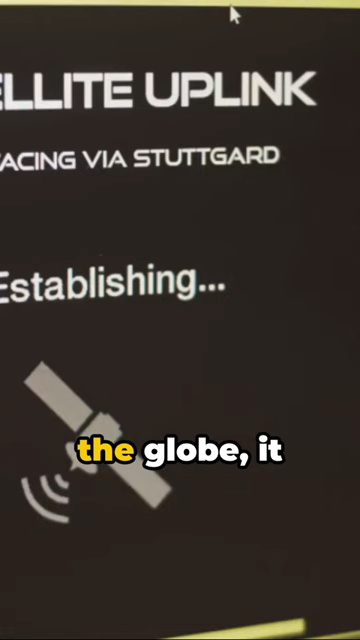 ELLITE UPLINK
ACING VIA STUTTGARD
Establishing...
the globe, it